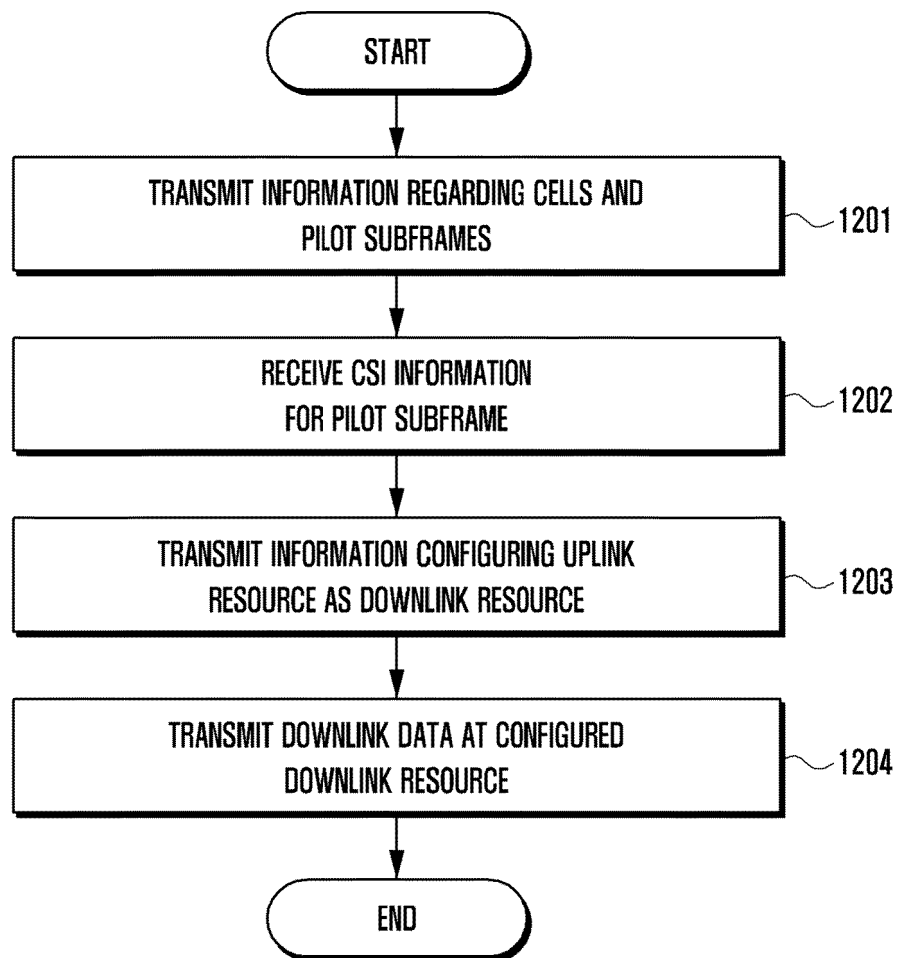 START
TRANSMIT INFORMATION REGARDING CELLS AND
PILOT SUBFRAMES
1201
RECEIVE CSI INFORMATION
FOR PILOT SUBFRAME
1202
TRANSMIT INFORMATION CONFIGURING UPLINK
RESOURCE AS DOWNLINK RESOURCE
1203
TRANSMIT DOWNLINK DATA AT CONFIGURED
DOWNLINK RESOURCE
1204
END